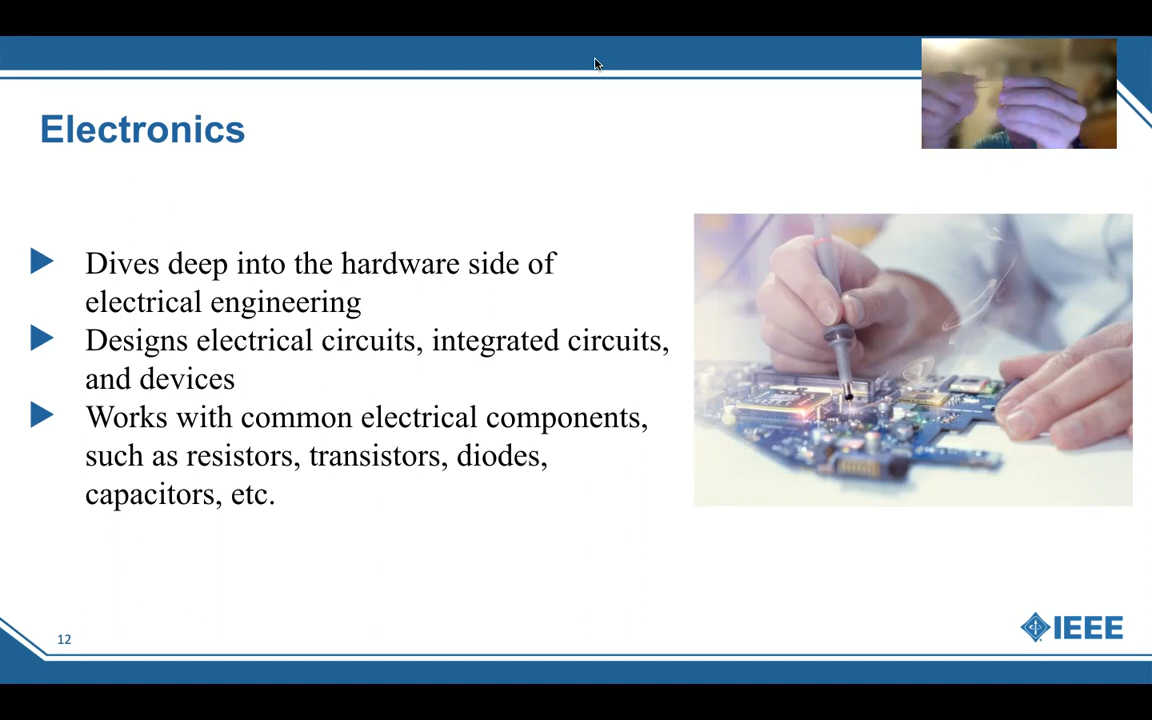 Electronics
Dives deep into the hardware side of
electrical engineering
Designs electrical circuits, integrated circuits,
and devices
Works with common electrical components,
such as resistors, transistors, diodes,
capacitors, etc.
12
IEEE